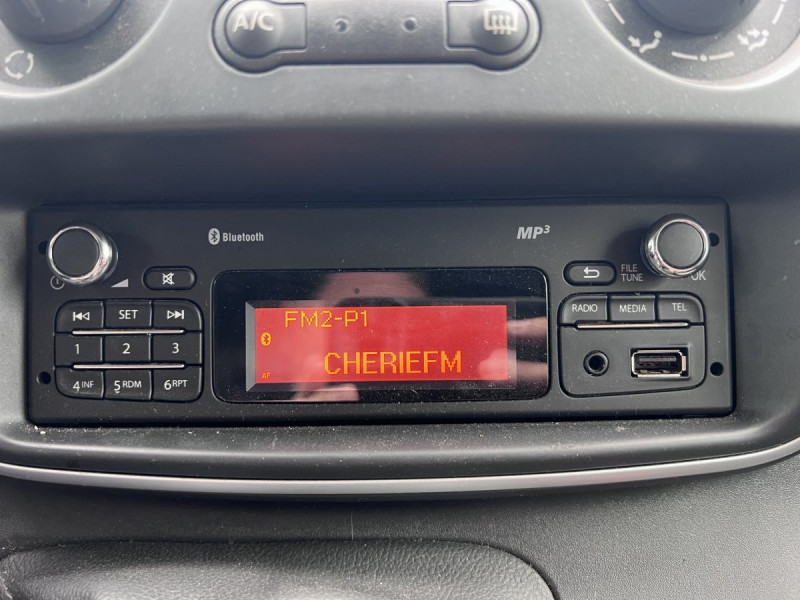 A/C
Bluetooth
MP3
FILE
TUNE
OK
SET
RADIO
MEDIA
TEL
1
2
3
4 INF
5 RDM
6 RPT
FM2-P1
CHERIEFM
AF